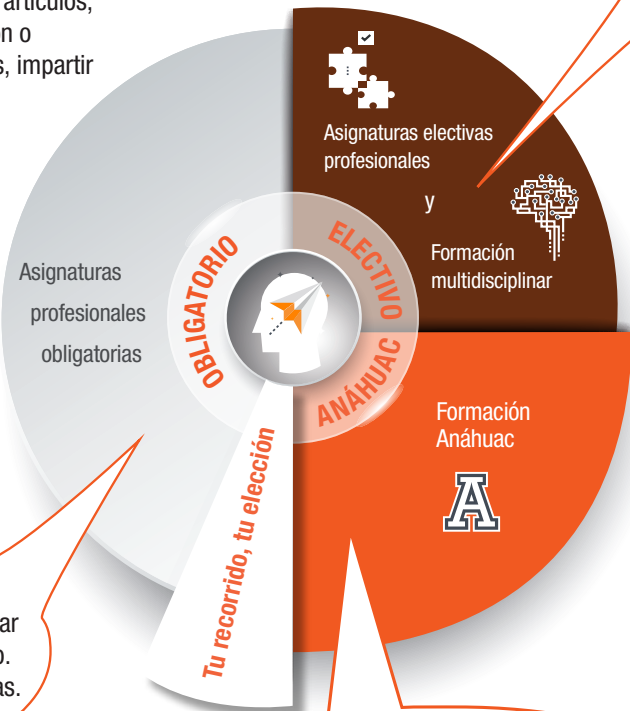 artículos,
o
s, impartir
Asignaturas electivas
profesionales
y
Formación
multidisciplinar
Asignaturas
profesionales
obligatorias
OBLIGATORIO
ELECTIVO
ANÁHUAC
Formación
Anáhuac
A
Tu recorrido, tu elección
ar
o.
as.